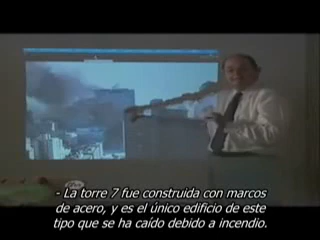 - La torre 7 fue construida con marcos
de acero, y es el único edificio de este
tipo que se ha caído debido a incendio.